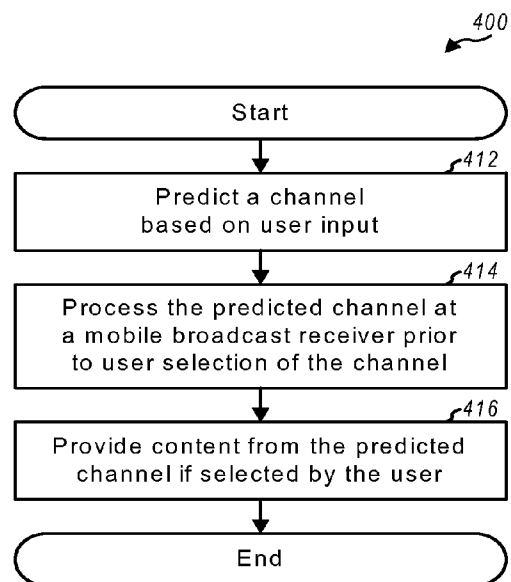 400
Start
412
Predict a channel
based on user input
414
Process the predicted channel at
a mobile broadcast receiver prior
to user selection of the channel
416
Provide content from the predicted
channel if selected by the user
End